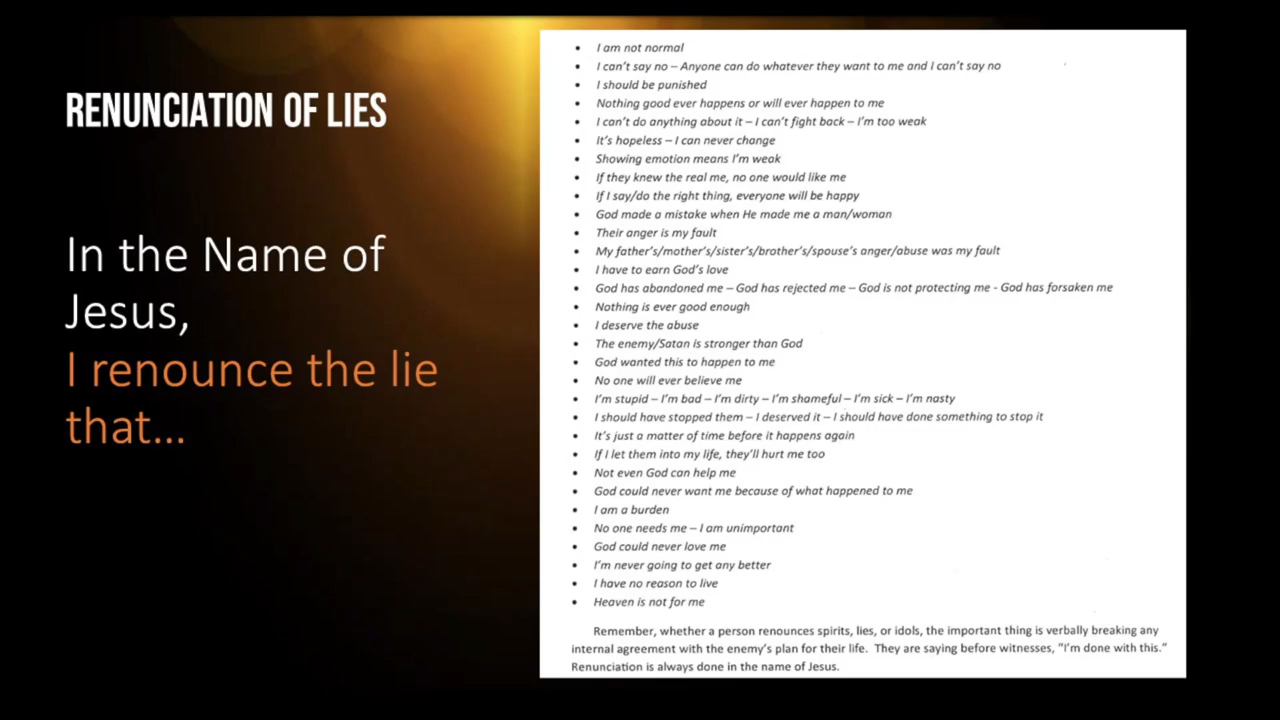 RENUNCIATION OF LIES
In the Name of
Jesus,
I renounce the lie
that...
• I am not normal
• I can't say no – Anyone can do whatever they want to me and I can't say no
• I should be punished
• Nothing good ever happens or will ever happen to me
• I can't do anything about it – I can't fight back – I'm too weak
• It's hopeless – I can never change
• Showing emotion means I'm weak
• If they knew the real me, no one would like me
• If I say/do the right thing, everyone will be happy
• God made a mistake when He made me a man/woman
• Their anger is my fault
• My father's/mother's/sister's/brother's/spouse's anger/abuse was my fault
• I have to earn God's love
• God has abandoned me – God has rejected me – God is not protecting me - God has forsaken me
• Nothing is ever good enough
• I deserve the abuse
• The enemy/Satan is stronger than God
• God wanted this to happen to me
• No one will ever believe me
• I'm stupid – I'm bad – I'm dirty – I'm shameful – I'm sick – I'm nasty
• I should have stopped them – I deserved it – I should have done something to stop it
• It's just a matter of time before it happens again
• If I let them into my life, they'll hurt me too
• Not even God can help me
• God could never want me because of what happened to me
• I am a burden
• No one needs me – I am unimportant
• God could never love me
• I'm never going to get any better
• I have no reason to live
• Heaven is not for me
Remember, whether a person renounces spirits, lies, or idols, the important thing is verbally breaking any
internal agreement with the enemy's plan for their life. They are saying before witnesses, "I'm done with this."
Renunciation is always done in the name of Jesus.